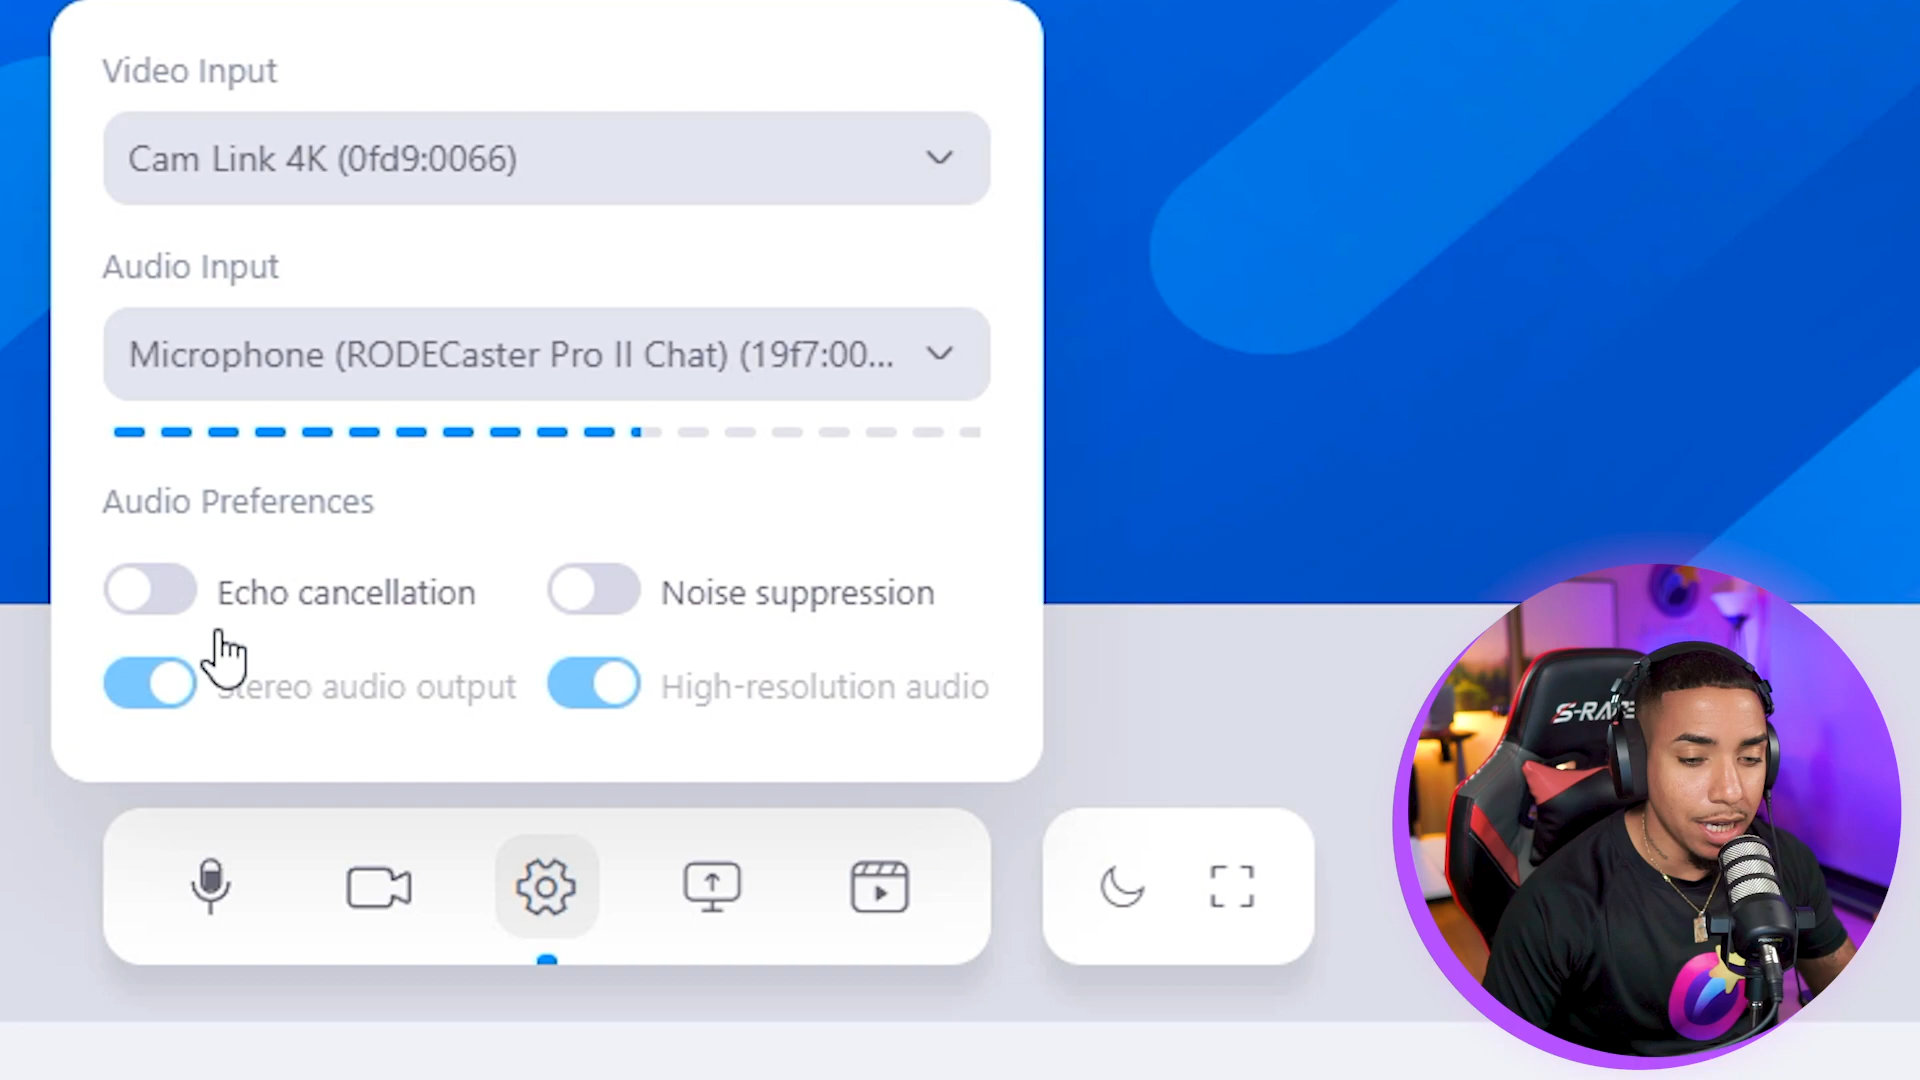 Video Input
Cam Link 4K (0fd9:0066)
Audio Input
Microphone (RODECaster Pro II Chat) (19f7:00...
Audio Preferences
Echo cancellation
Noise suppression
Stereo audio output
High-resolution audio